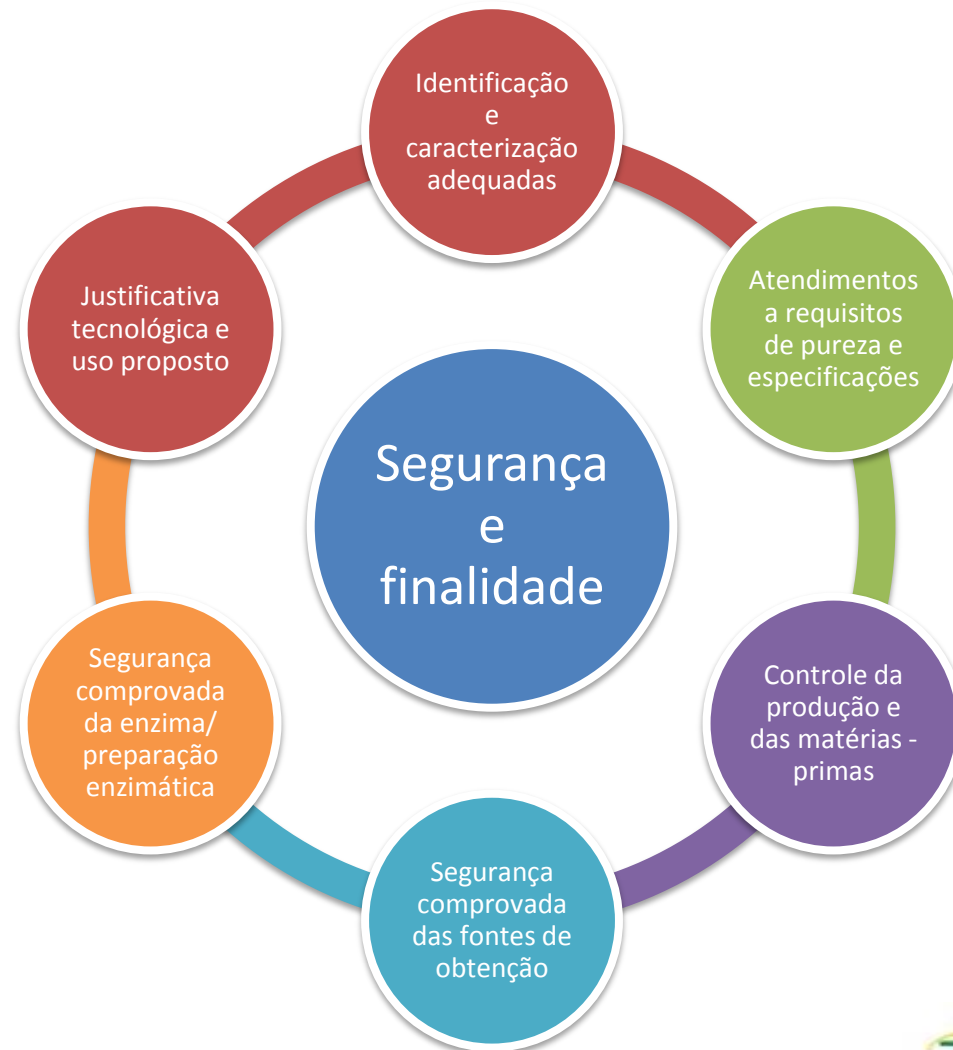 Identificação
e
caracterização
adequadas
Atendimentos
a requisitos
de pureza e
especificações
Controle da
produção e
das matérias -
primas
Segurança
comprovada
das fontes de
obtenção
Segurança
comprovada
da enzima/
preparação
enzimática
Justificativa
tecnológica e
uso proposto
Segurança
e
finalidade